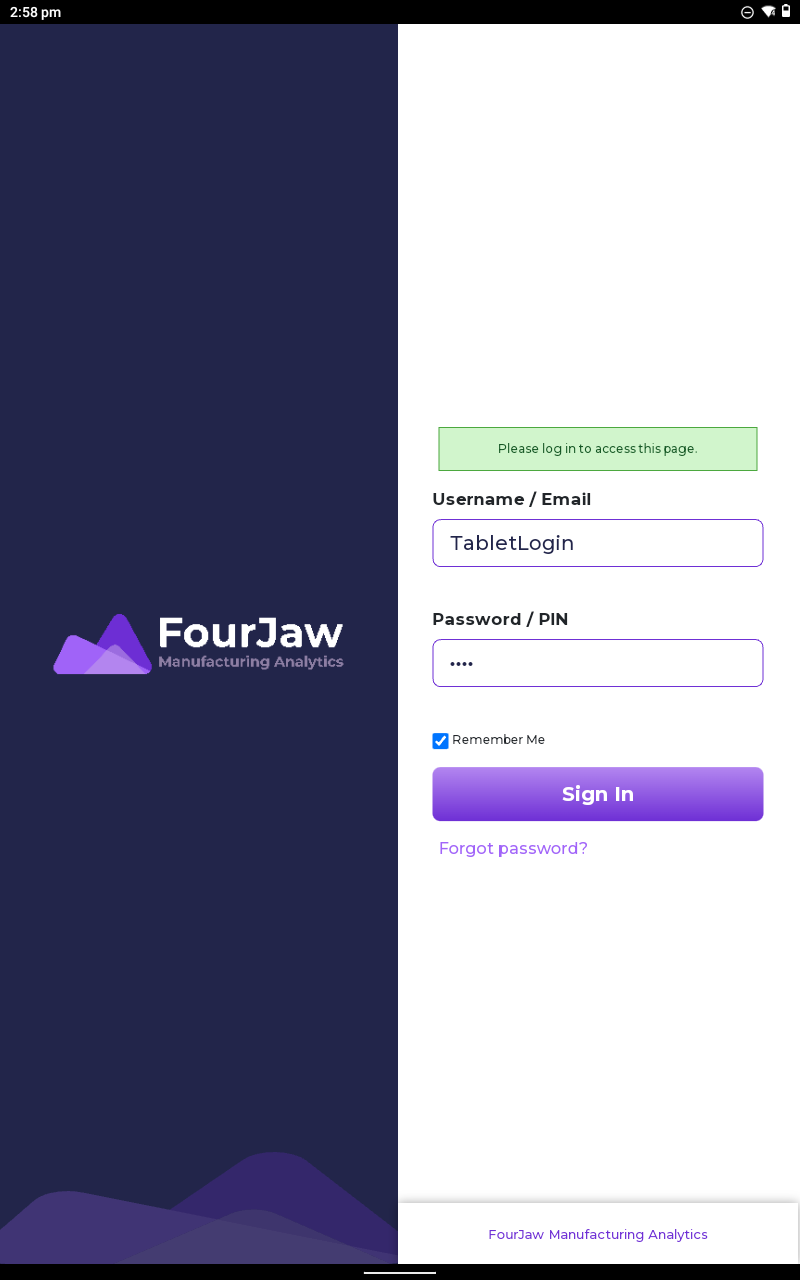 2:58 pm
FourJaw
Manufacturing Analytics
Please log in to access this page.
Username / Email
TabletLogin
Password / PIN
••••
Remember Me
Sign In
Forgot password?
FourJaw Manufacturing Analytics